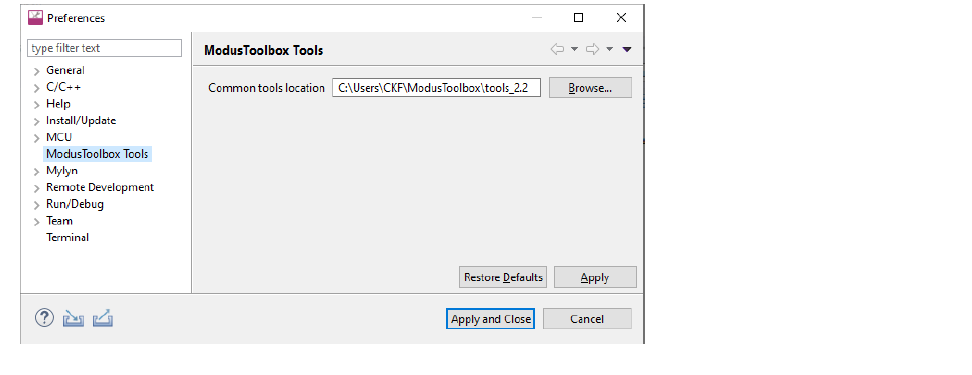 Preferences
type filter text
General
C/C++
Help
Install/Update
MCU
ModusToolbox Tools
Mylyn
Remote Development
Run/Debug
Team
Terminal
ModusToolbox Tools
Common tools location C:\Users\CKF\ModusToolbox\tools_2.2 Browse...
Restore Defaults Apply
Apply and Close Cancel